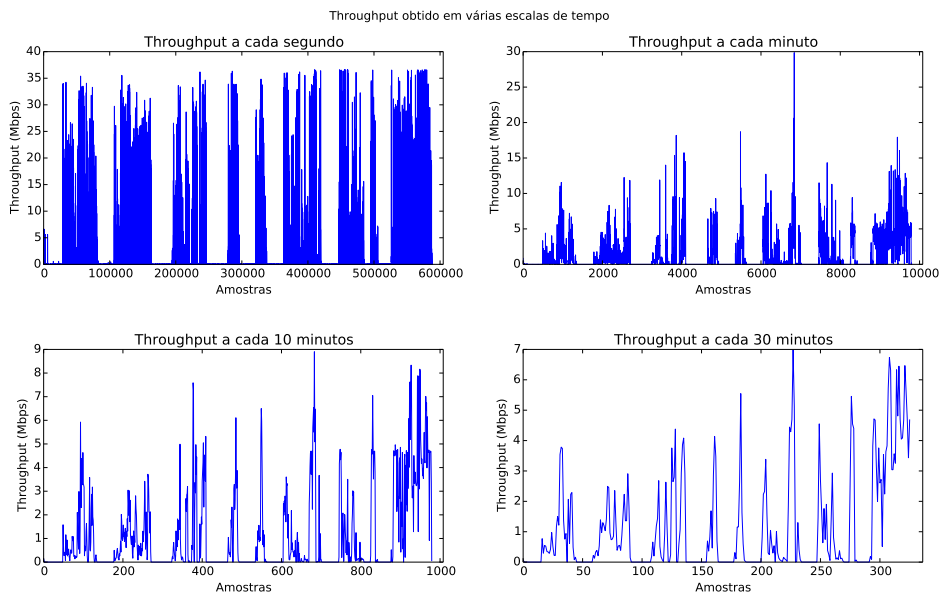 Throughput obtido em várias escalas de tempo
Throughput a cada segundo
Throughput (Mbps)
40
35
30
25
20
15
10
5
0
0 100000 200000 300000 400000 500000 600000
Amostras
Throughput a cada minuto
Throughput (Mbps)
30
25
20
15
10
5
0
0 2000 4000 6000 8000 10000
Amostras
Throughput a cada 10 minutos
Throughput (Mbps)
9
8
7
6
5
4
3
2
1
0
0 200 400 600 800 1000
Amostras
Throughput a cada 30 minutos
Throughput (Mbps)
7
6
5
4
3
2
1
0
0 50 100 150 200 250 300
Amostras